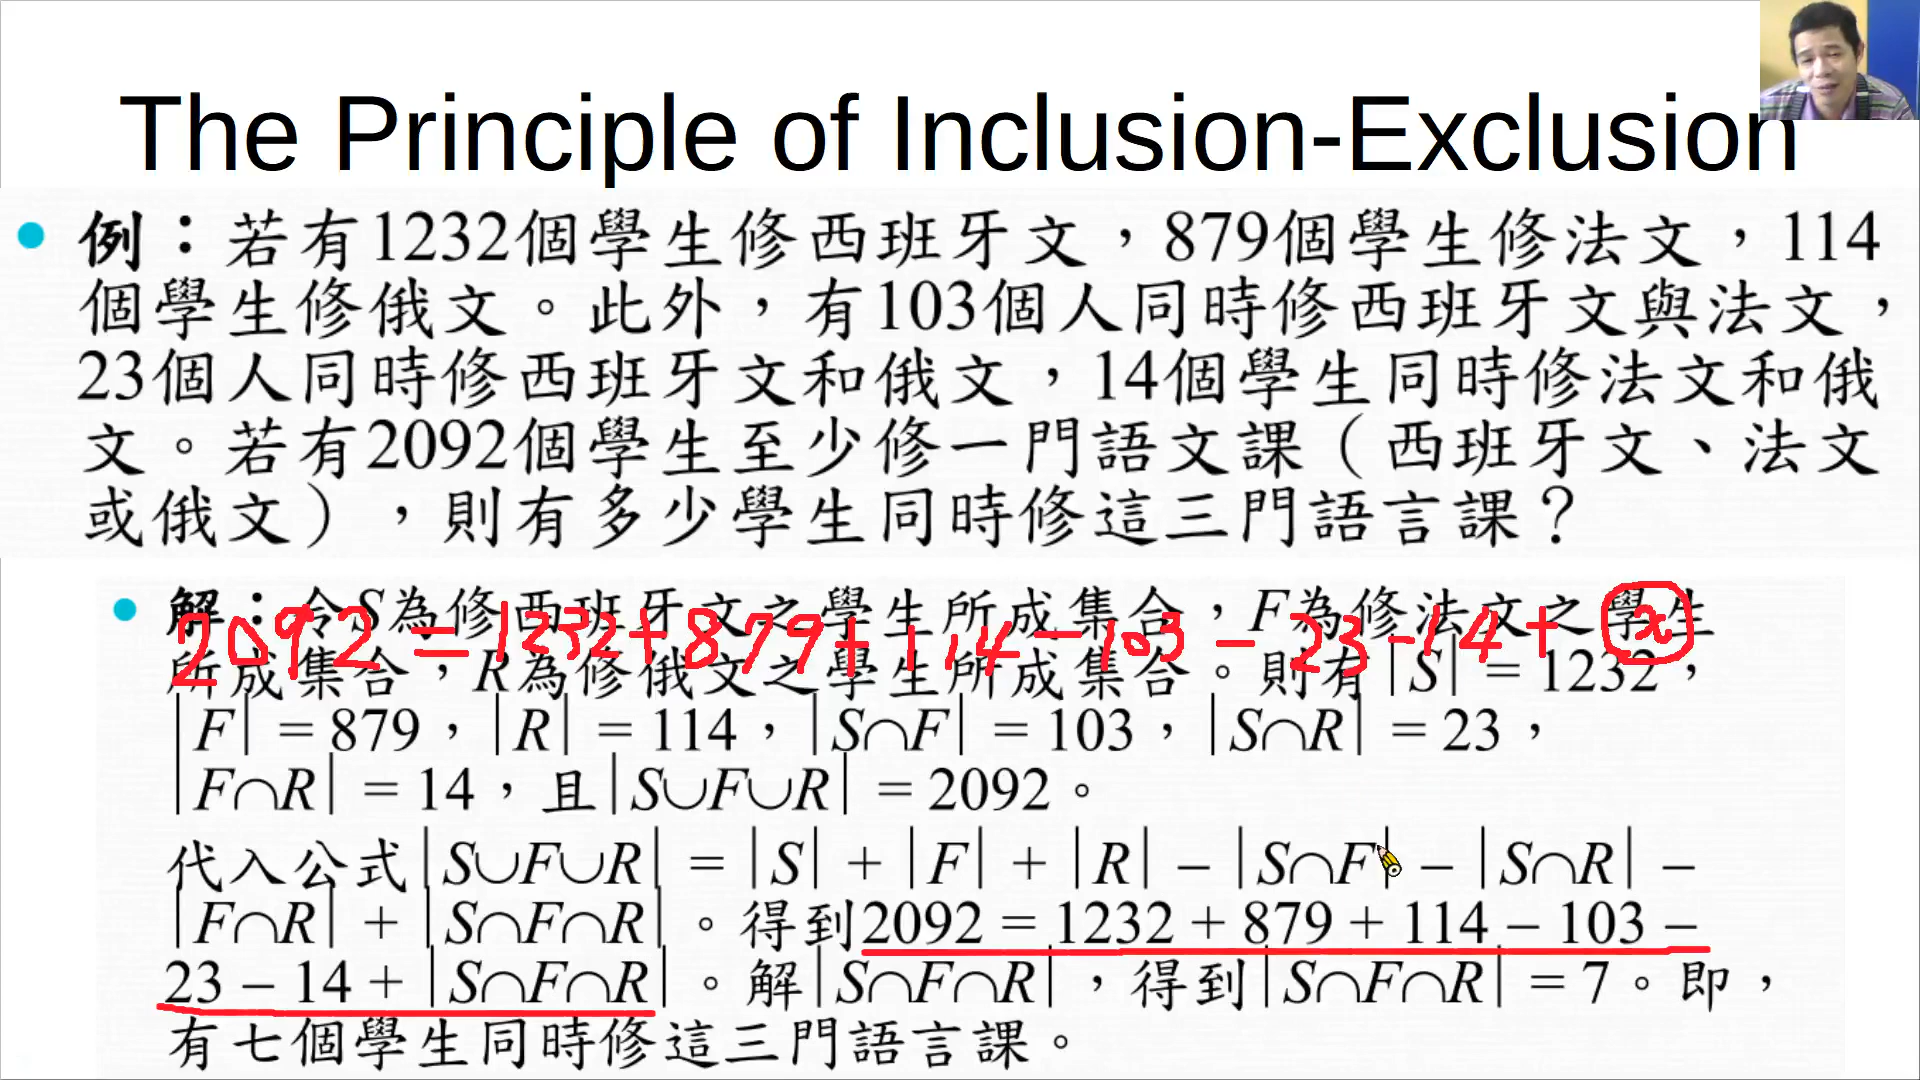 The Principle of Inclusion-Exclusion
例：若有1232個學生修西班牙文，879個學生修法文，114
個學生修俄文。此外，有103個人同時修西班牙文與法文，
23個人同時修西班牙文和俄文，14個學生同時修法文和俄
文。若有2092個學生至少修一門語文課（西班牙文、法文
或俄文），則有多少學生同時修這三門語言課？
解：令S為修西班牙文之學生所成集合，F為修法文之學生
2092 = 1232+879+114-103-23-14+x
所成集合，R為修俄文之學生所成集合。則有|S| = 1232，
|F| = 879，|R| = 114，|S∩F| = 103，|S∩R| = 23，
|F∩R| = 14，且|S∪F∪R| = 2092。
代入公式|S∪F∪R| = |S| + |F| + |R| – |S∩F| – |S∩R| –
|F∩R| + |S∩F∩R|。得到2092 = 1232 + 879 + 114 – 103 –
23 – 14 + |S∩F∩R|。解|S∩F∩R|，得到|S∩F∩R| = 7。即，
有七個學生同時修這三門語言課。